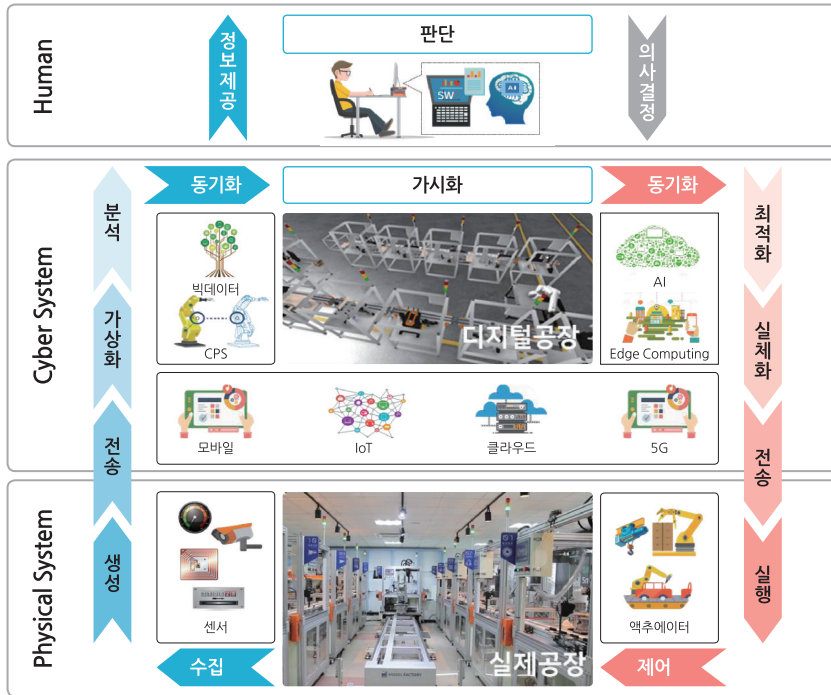 Human
정보제공
판단
SW
AI
의사결정
Cyber System
분석
가상화
전송
동기화
가시화
동기화
빅데이터
CPS
디지털공장
AI
Edge Computing
모바일
IoT
클라우드
5G
최적화
실체화
전송
Physical System
생성
센서
실제공장
액추에이터
실행
수집
제어